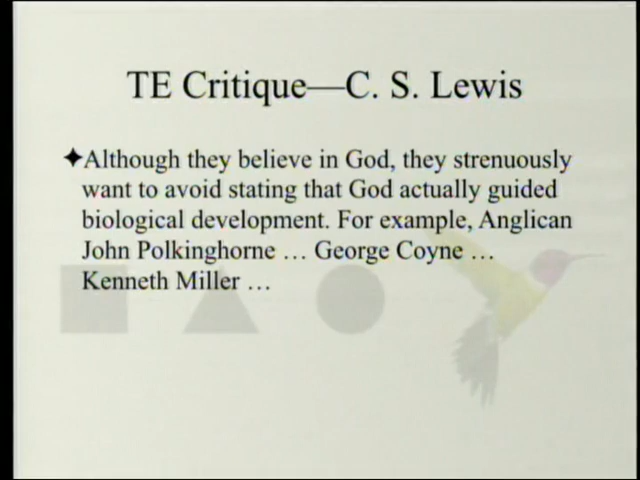 TE Critique—C. S. Lewis
✦Although they believe in God, they strenuously
want to avoid stating that God actually guided
biological development. For example, Anglican
John Polkinghorne … George Coyne …
Kenneth Miller …